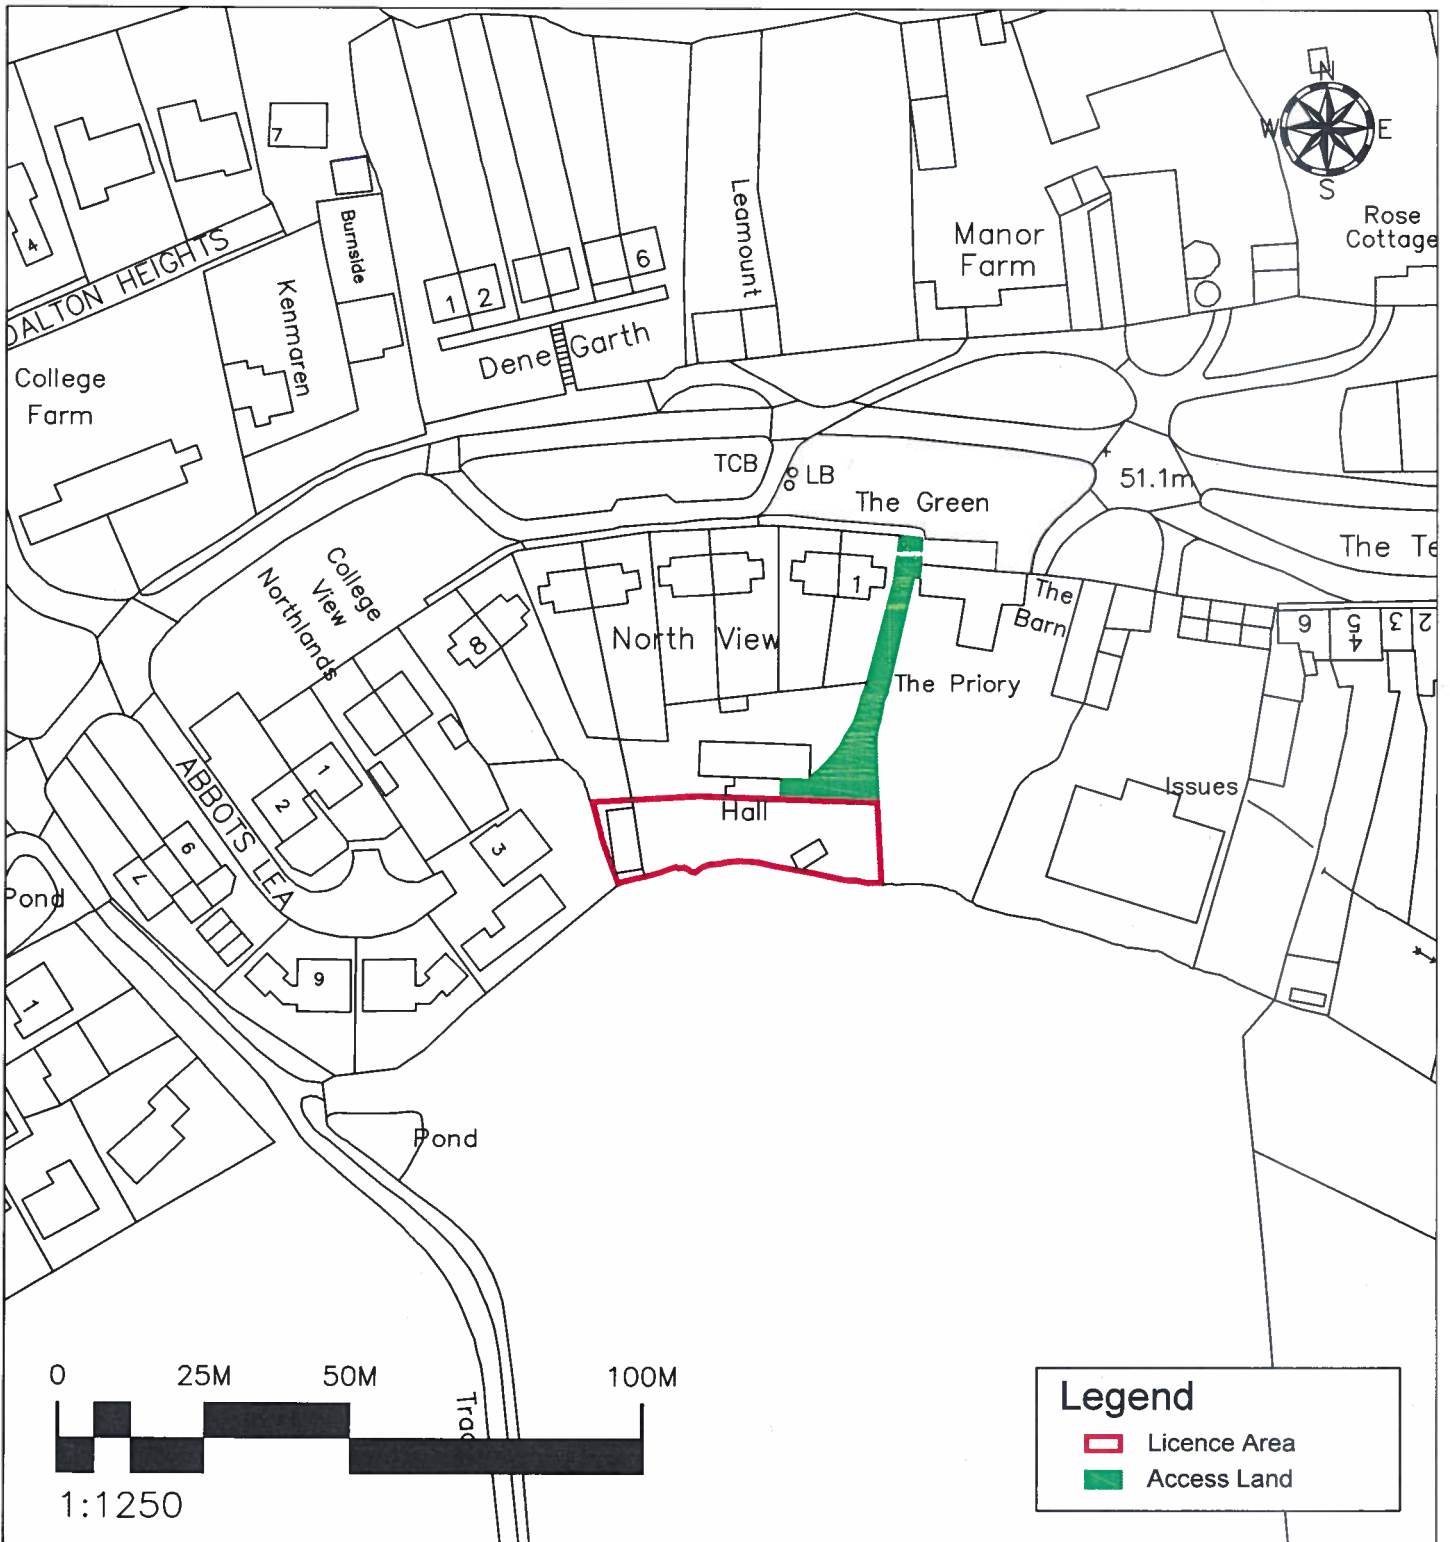 N
W
E
S
7
4
Burnside
Leamount
Manor
Farm
Rose
Cottage
DALTON HEIGHTS
Kenmaren
1
2
6
Dene Garth
College
Farm
TCB
LB
The Green
51.1m
The Te
College
View
Northlands
8
North View
1
The
Barn
The Priory
6
4
5
3
2
ABBOTS LEA
1
2
3
6
7
Hall
Issues
Pond
9
1
Pond
Trac
0
25M
50M
100M
1:1250
Legend
Licence Area
Access Land